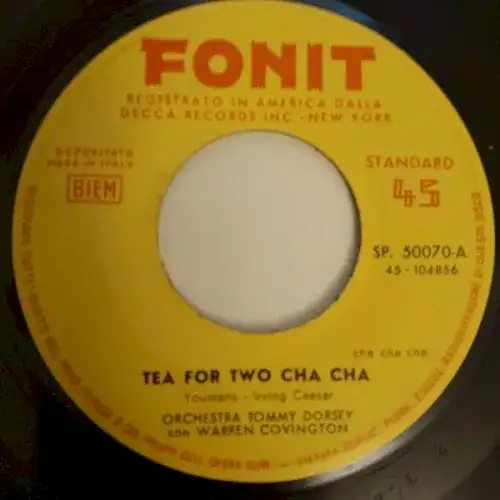 FONIT
REGISTRATO IN AMERICA DALLA
DECCA RECORDS INC - NEW YORK
DEPOSITATO
MADE IN ITALY
BIEM
STANDARD
45
SP. 50070-A
45 - 104856
cha cha cha
TEA FOR TWO CHA CHA
Youmans - Irving Caesar
ORCHESTRA TOMMY DORSEY
con WARREN COVINGTON